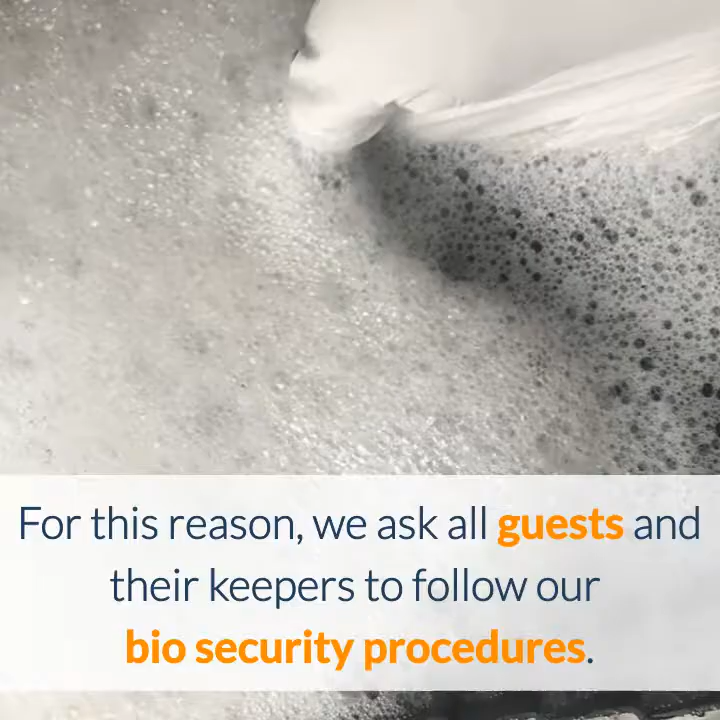 For this reason, we ask all guests and
their keepers to follow our
bio security procedures.